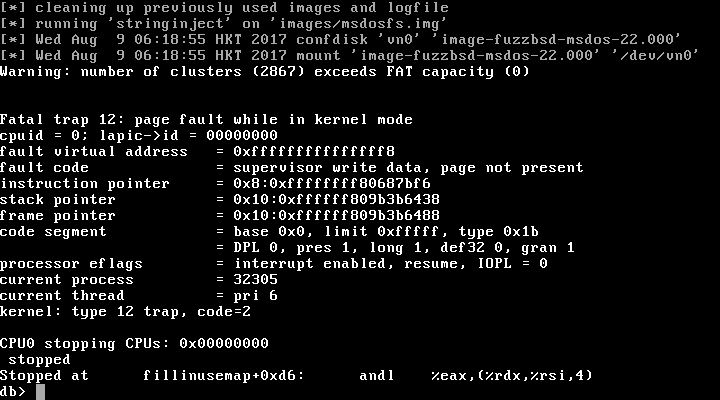 [*] cleaning up previously used images and logfile
[*] running 'stringinject' on 'images/msdosfs.img'
[*] Wed Aug  9 06:18:55 HKT 2017 confdisk 'vn0' 'image-fuzzbsd-msdos-22.000'
[*] Wed Aug  9 06:18:55 HKT 2017 mount 'image-fuzzbsd-msdos-22.000' '/dev/vn0'
Warning: number of clusters (2867) exceeds FAT capacity (0)
Fatal trap 12: page fault while in kernel mode
cpuid = 0; lapic->id = 00000000
fault virtual address   = 0xfffffffffffffff8
fault code              = supervisor write data, page not present
instruction pointer     = 0x8:0xffffffff80687bf6
stack pointer           = 0x10:0xffffff809b3b6438
frame pointer           = 0x10:0xffffff809b3b6488
code segment            = base 0x0, limit 0xfffff, type 0x1b
                        = DPL 0, pres 1, long 1, def32 0, gran 1
processor eflags        = interrupt enabled, resume, IOPL = 0
current process         = 32305
current thread          = pri 6
kernel: type 12 trap, code=2
CPU0 stopping CPUs: 0x00000000
 stopped
Stopped at      fillinusemap+0xd6:      andl    %eax,(%rdx,%rsi,4)
db>